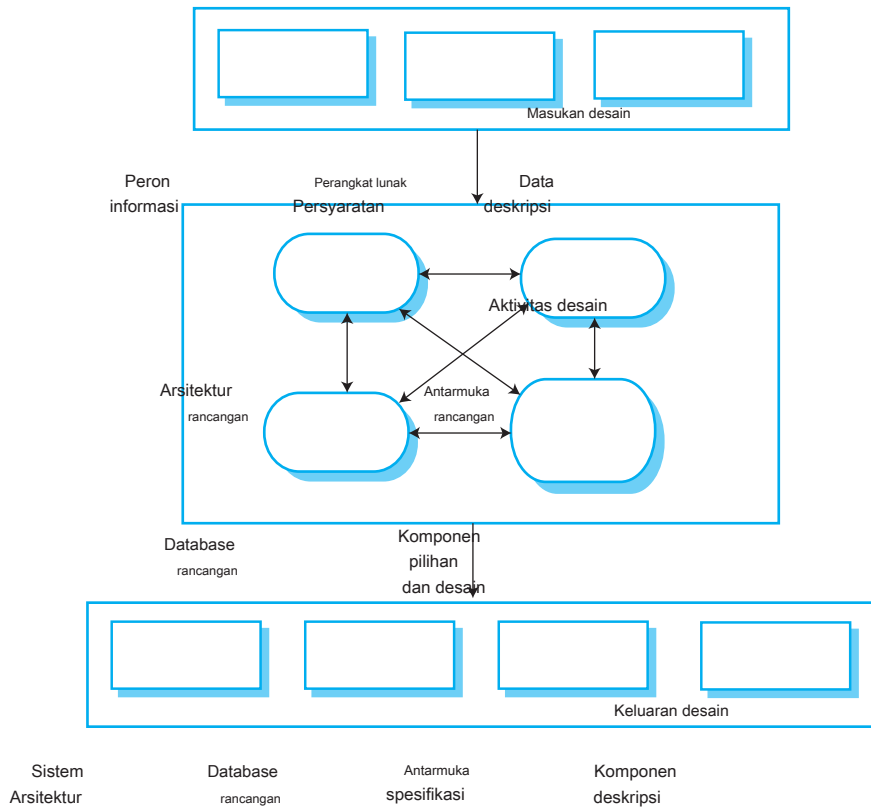 Masukan desain
Peron
informasi
Perangkat lunak
Persyaratan
Data
deskripsi
Aktivitas desain
Arsitektur
rancangan
Antarmuka
rancangan
Database
rancangan
Komponen
pilihan
dan desain
Keluaran desain
Sistem
Arsitektur
Database
rancangan
Antarmuka
spesifikasi
Komponen
deskripsi